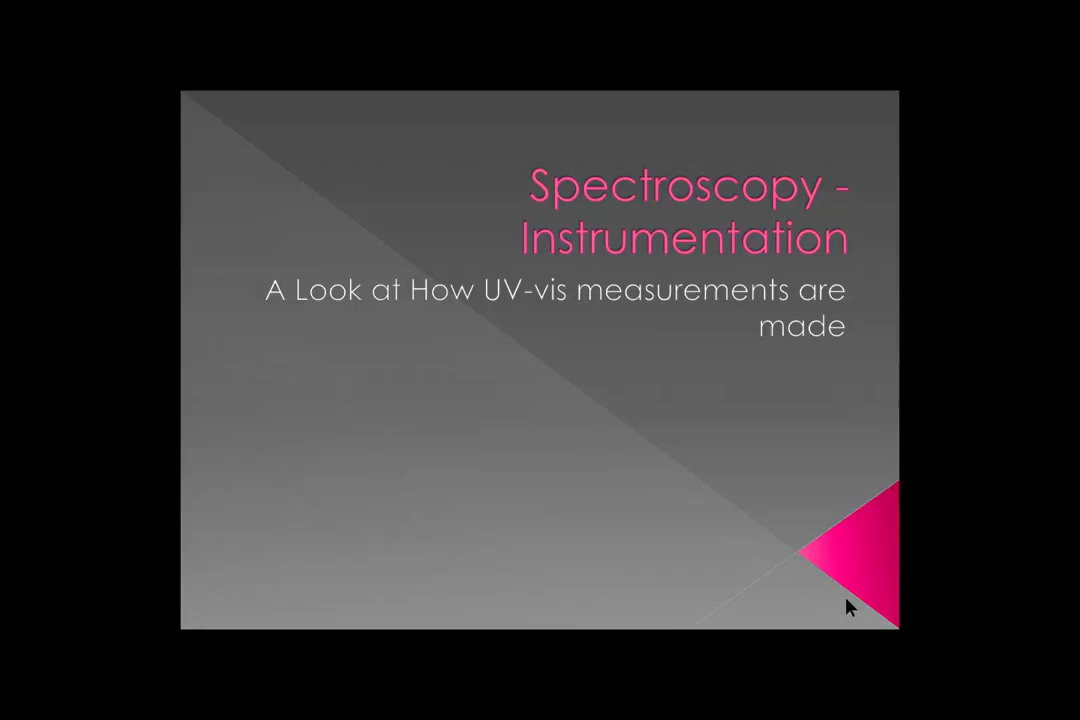 Spectroscopy -
Instrumentation
A Look at How UV-vis measurements are
made